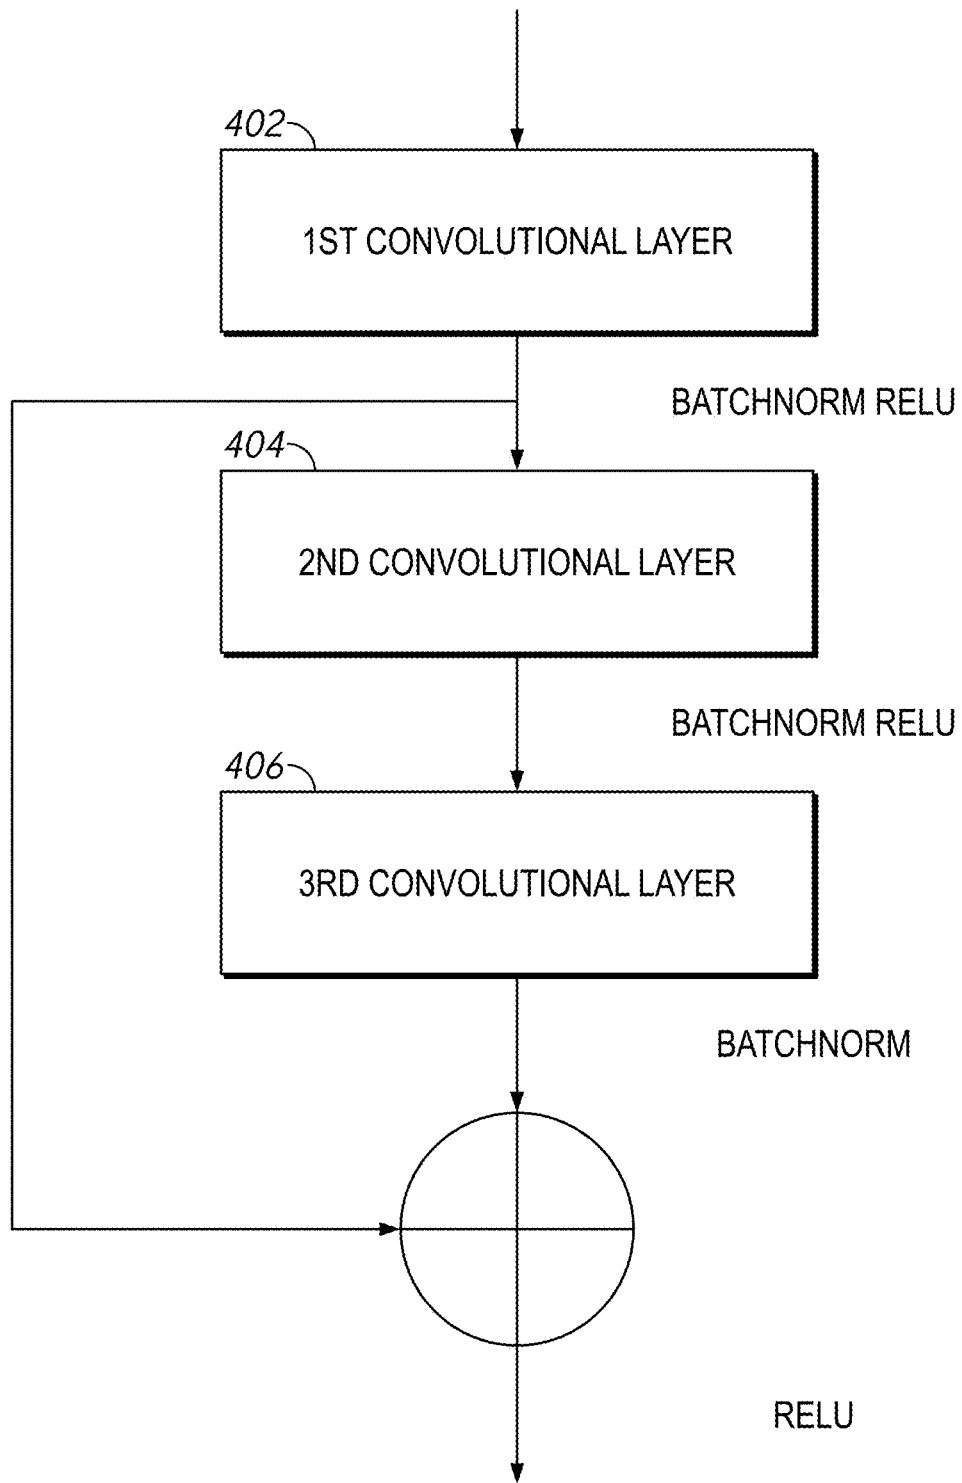 402
1ST CONVOLUTIONAL LAYER
BATCHNORM RELU
404
2ND CONVOLUTIONAL LAYER
BATCHNORM RELU
406
3RD CONVOLUTIONAL LAYER
BATCHNORM
RELU